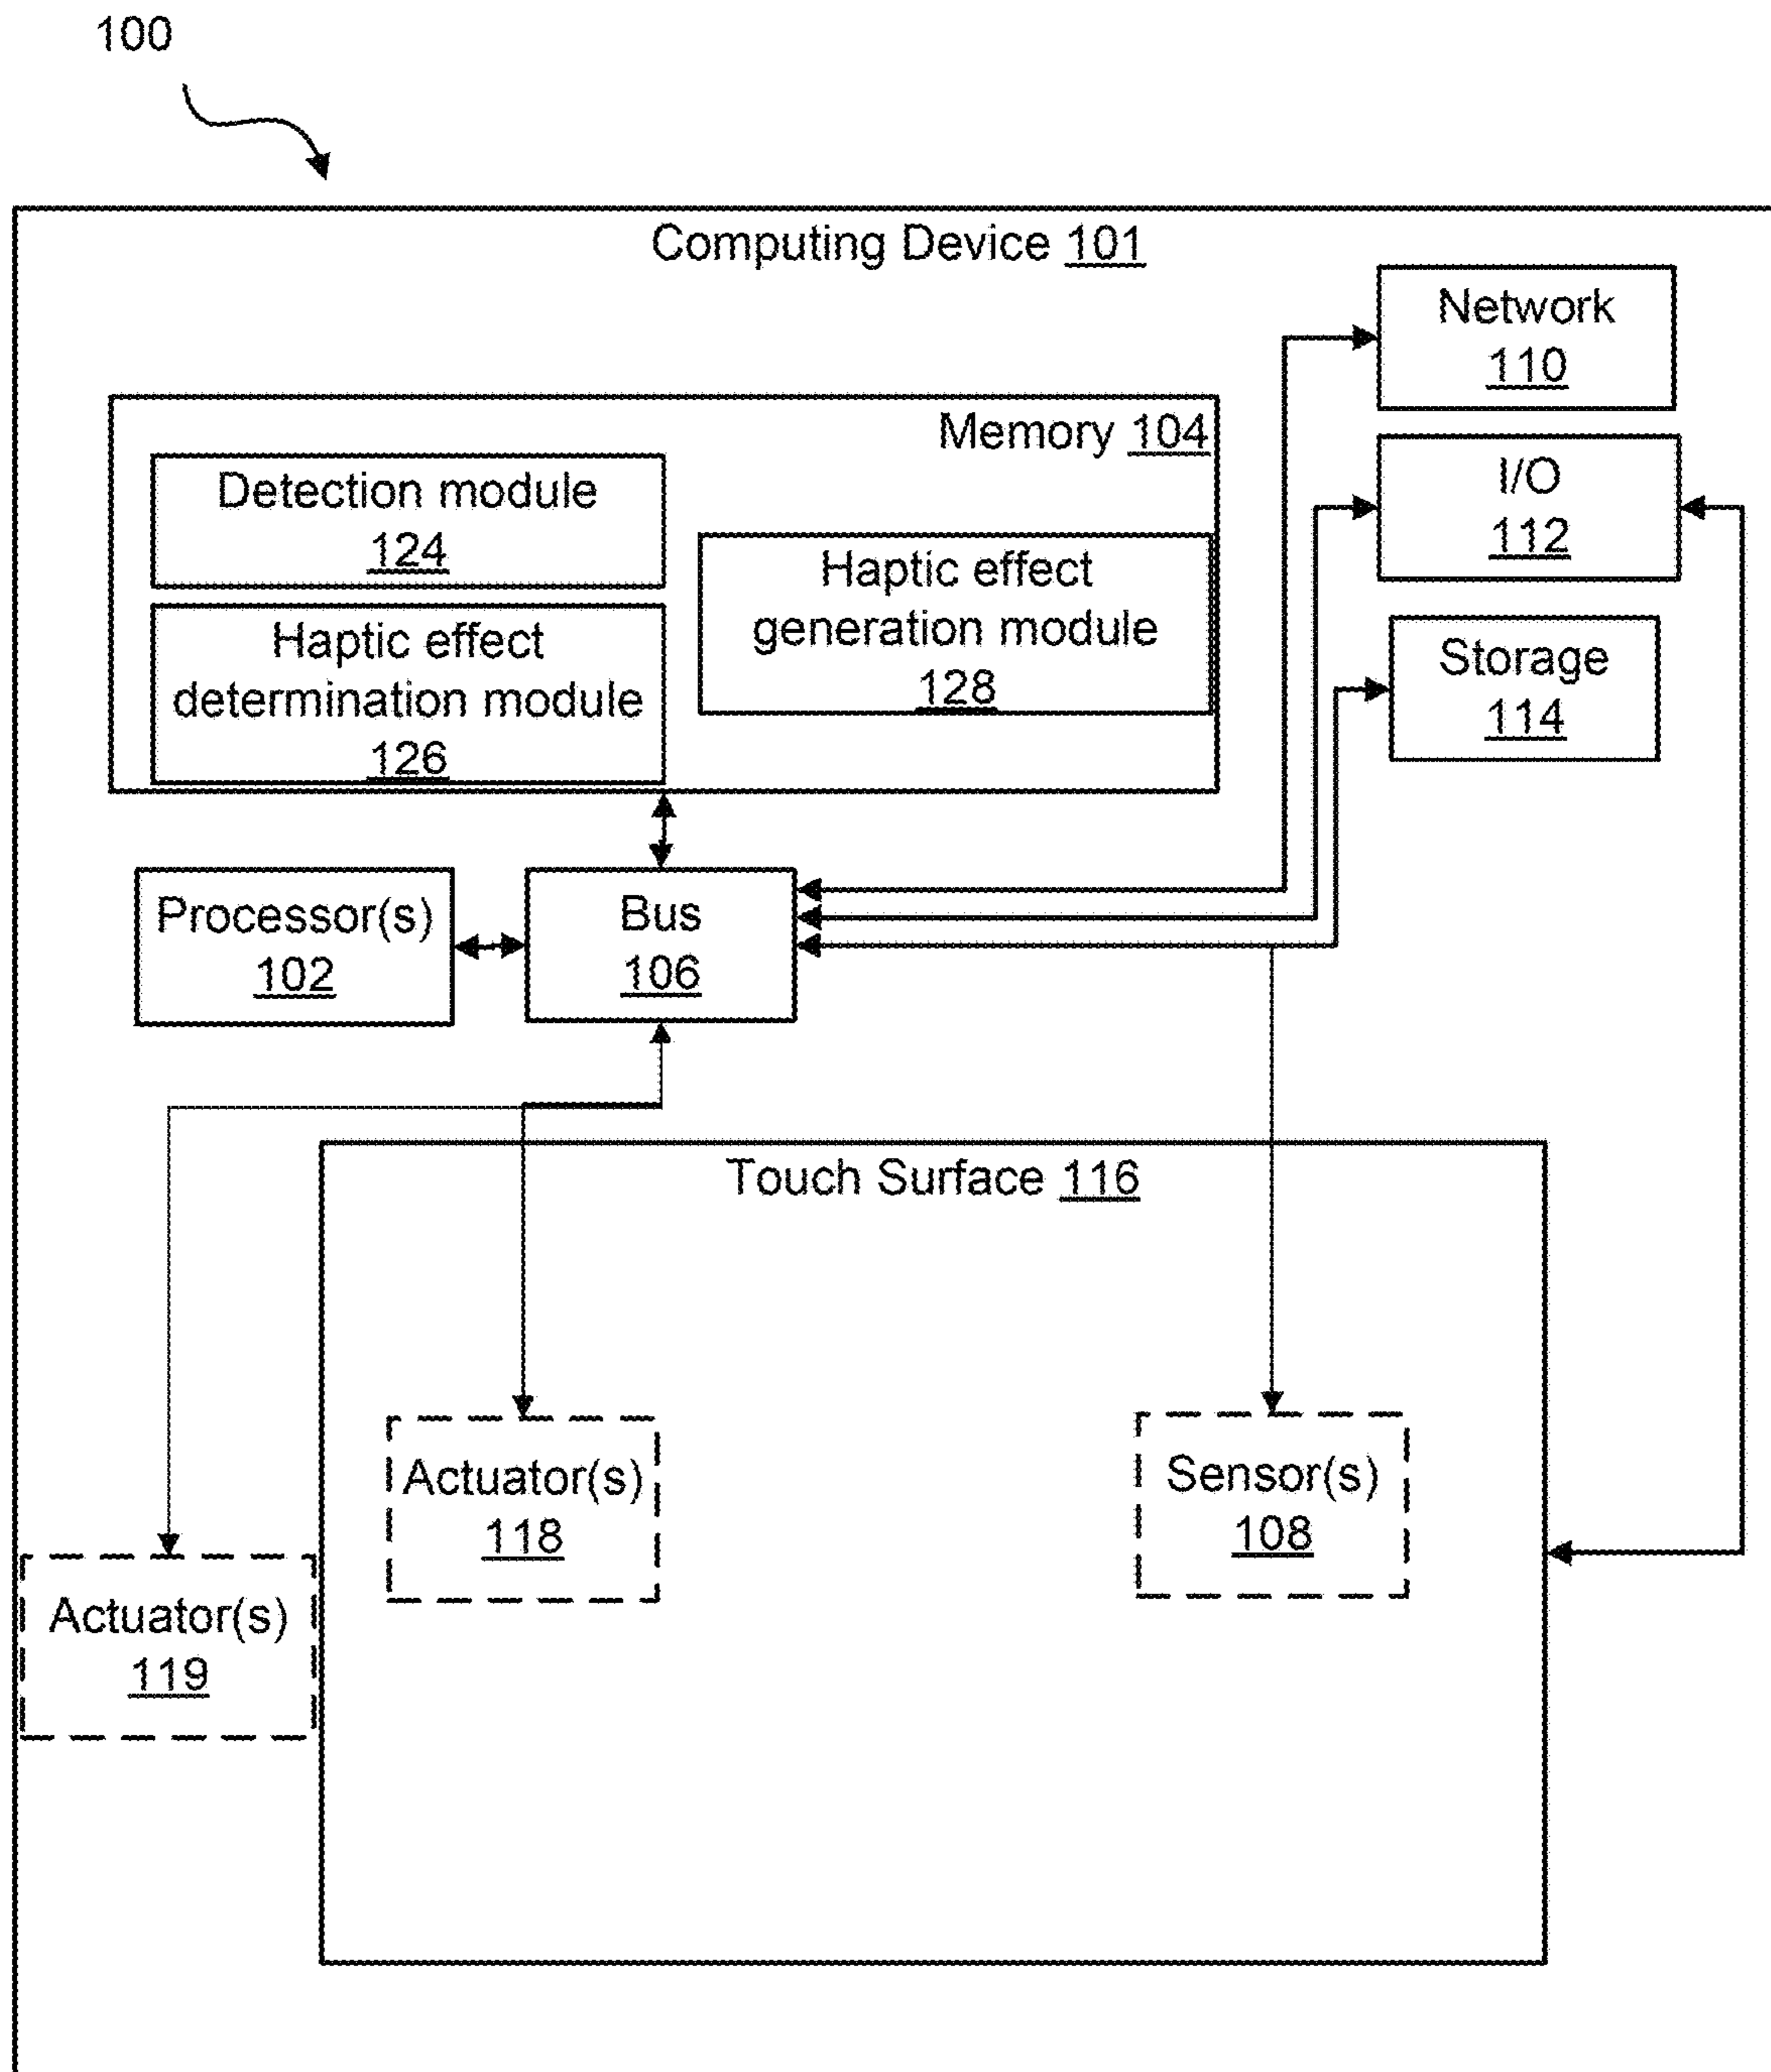 100
Computing Device 101
Network
110
Memory 104
I/O
112
Detection module
124
Haptic effect
generation module
128
Haptic effect
determination module
126
Storage
114
Processor(s)
102
Bus
106
Touch Surface 116
Actuator(s)
118
Sensor(s)
108
Actuator(s)
119